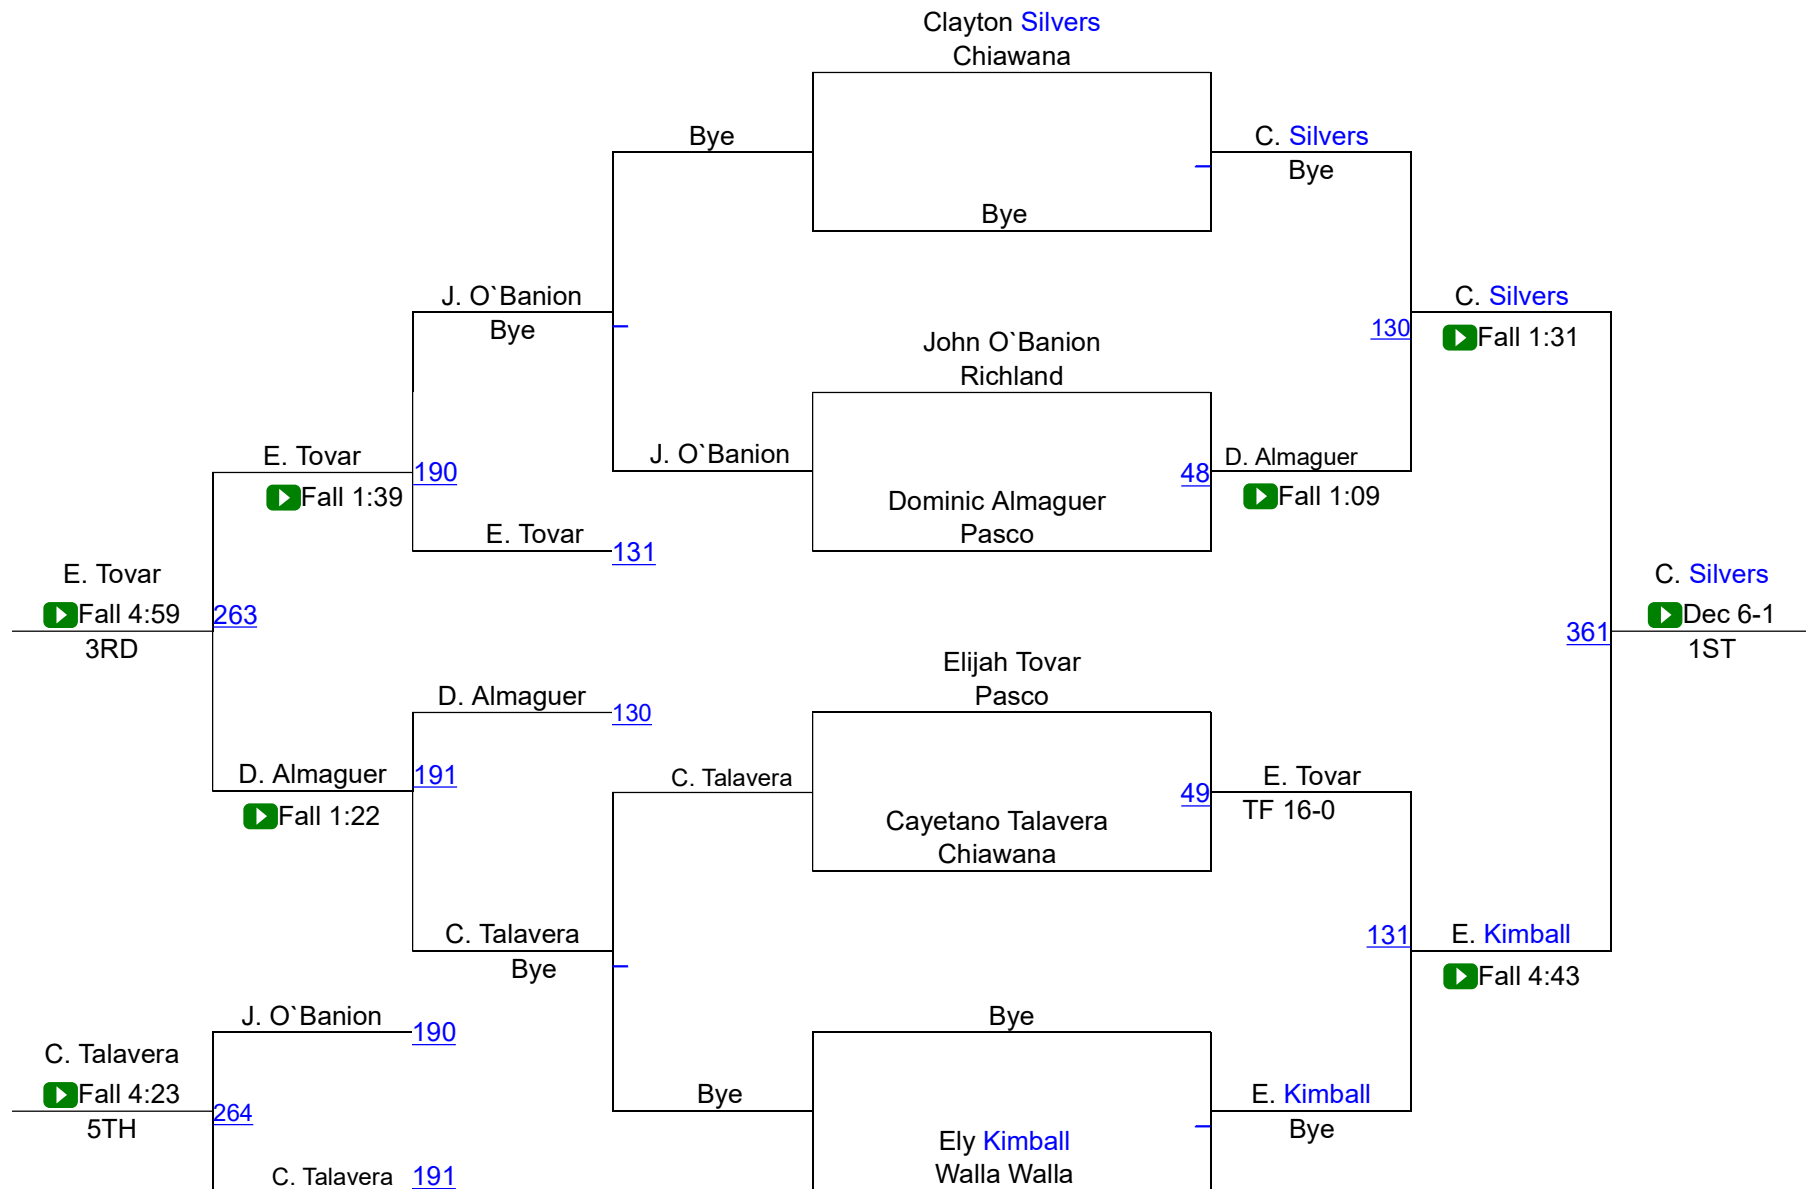 Clayton Silvers
Chiawana
Bye
C. Silvers
Bye
Bye
J. O`Banion
Bye
C. Silvers
130
Fall 1:31
John O`Banion
Richland
E. Tovar
190
Fall 1:39
J. O`Banion
48
D. Almaguer
Fall 1:09
Dominic Almaguer
Pasco
E. Tovar
131
E. Tovar
Fall 4:59
263
3RD
C. Silvers
Dec 6-1
361
1ST
Elijah Tovar
Pasco
D. Almaguer
130
D. Almaguer
191
Fall 1:22
C. Talavera
49
E. Tovar
TF 16-0
Cayetano Talavera
Chiawana
C. Talavera
Bye
131
E. Kimball
Fall 4:43
J. O`Banion
190
Bye
C. Talavera
Fall 4:23
264
5TH
Bye
E. Kimball
Bye
Ely Kimball
Walla Walla
C. Talavera
191